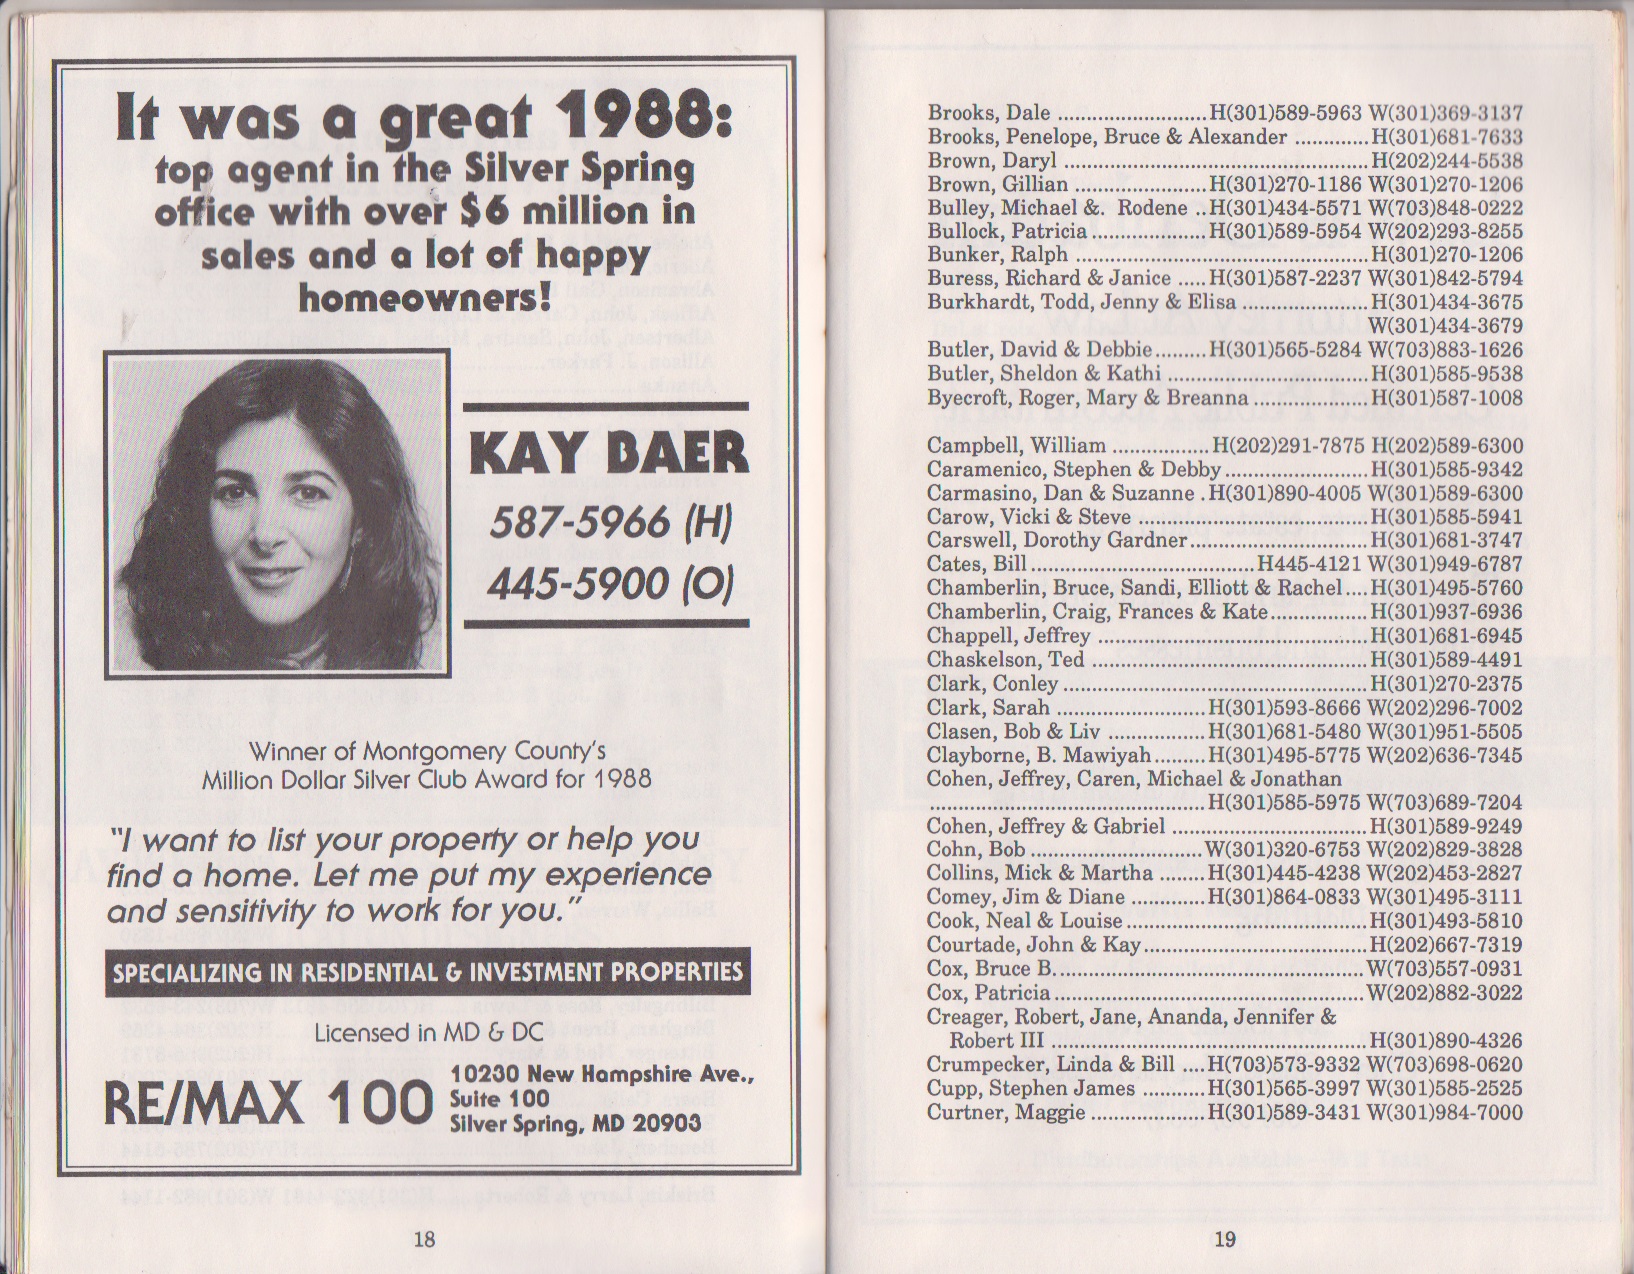 It was a great 1988:
top agent in the Silver Spring
office with over $6 million in
sales and a lot of happy
homeowners!
KAY BAER
587-5966 (H)
445-5900 (O)
Winner of Montgomery County's
Million Dollar Silver Club Award for 1988
"I want to list your property or help you
find a home. Let me put my experience
and sensitivity to work for you."
SPECIALIZING IN RESIDENTIAL & INVESTMENT PROPERTIES
Licensed in MD & DC
RE/MAX 100
10230 New Hampshire Ave.,
Suite 100
Silver Spring, MD 20903
18
Brooks, Dale ..........................H(301)589-5963 W(301)369-3137
Brooks, Penelope, Bruce & Alexander .............H(301)681-7633
Brown, Daryl .....................................................H(202)244-5538
Brown, Gillian .......................H(301)270-1186 W(301)270-1206
Bulley, Michael &. Rodene ..H(301)434-5571 W(703)848-0222
Bullock, Patricia .....................H(301)589-5954 W(202)293-8255
Bunker, Ralph ...................................................H(301)270-1206
Buress, Richard & Janice .....H(301)587-2237 W(301)842-5794
Burkhardt, Todd, Jenny & Elisa .......................H(301)434-3675
W(301)434-3679
Butler, David & Debbie.........H(301)565-5284 W(703)883-1626
Butler, Sheldon & Kathi ...................................H(301)585-9538
Byecroft, Roger, Mary & Breanna ....................H(301)587-1008
Campbell, William .................H(202)291-7875 H(202)589-6300
Caramenico, Stephen & Debby.........................H(301)585-9342
Carmasino, Dan & Suzanne .H(301)890-4005 W(301)589-6300
Carow, Vicki & Steve ........................................H(301)585-5941
Carswell, Dorothy Gardner...............................H(301)681-3747
Cates, Bill.......................................H445-4121 W(301)949-6787
Chamberlin, Bruce, Sandi, Elliott & Rachel....H(301)495-5760
Chamberlin, Craig, Frances & Kate.................H(301)937-6936
Chappell, Jeffrey ...............................................H(301)681-6945
Chaskelson, Ted ................................................H(301)589-4491
Clark, Conley .....................................................H(301)270-2375
Clark, Sarah ..........................H(301)593-8666 W(202)296-7002
Clasen, Bob & Liv .................H(301)681-5480 W(301)951-5505
Clayborne, B. Mawiyah.........H(301)495-5775 W(202)636-7345
Cohen, Jeffrey, Caren, Michael & Jonathan
................................................H(301)585-5975 W(703)689-7204
Cohen, Jeffrey & Gabriel ..................................H(301)589-9249
Cohn, Bob ..............................W(301)320-6753 W(202)829-3828
Collins, Mick & Martha ........H(301)445-4238 W(202)453-2827
Comey, Jim & Diane .............H(301)864-0833 W(301)495-3111
Cook, Neal & Louise..........................................H(301)493-5810
Courtade, John & Kay.......................................H(202)667-7319
Cox, Bruce B.....................................................W(703)557-0931
Cox, Patricia......................................................W(202)882-3022
Creager, Robert, Jane, Ananda, Jennifer &
Robert III .......................................................H(301)890-4326
Crumpecker, Linda & Bill ....H(703)573-9332 W(703)698-0620
Cupp, Stephen James ...........H(301)565-3997 W(301)585-2525
Curtner, Maggie ....................H(301)589-3431 W(301)984-7000
19